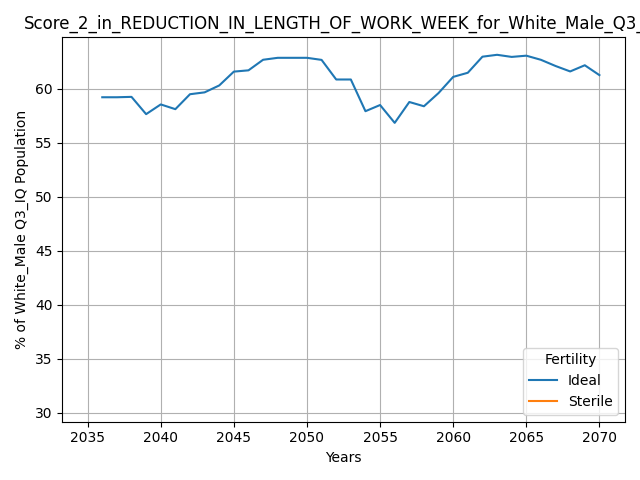 Score_2_in_REDUCTION_IN_LENGTH_OF_WORK_WEEK_for_White_Male_Q3_
% of White_Male Q3_IQ Population
60
55
50
45
40
35
30
Fertility
Ideal
Sterile
2035 2040 2045 2050 2055 2060 2065 2070
Years